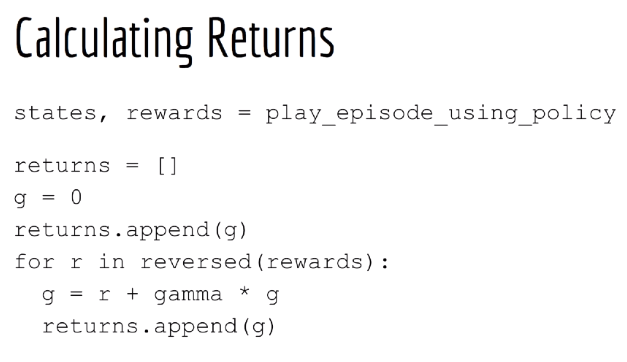 Calculating Returns
states, rewards = play_episode_using_policy
returns = []
g = 0
returns.append(g)
for r in reversed(rewards):
  g = r + gamma * g
  returns.append(g)